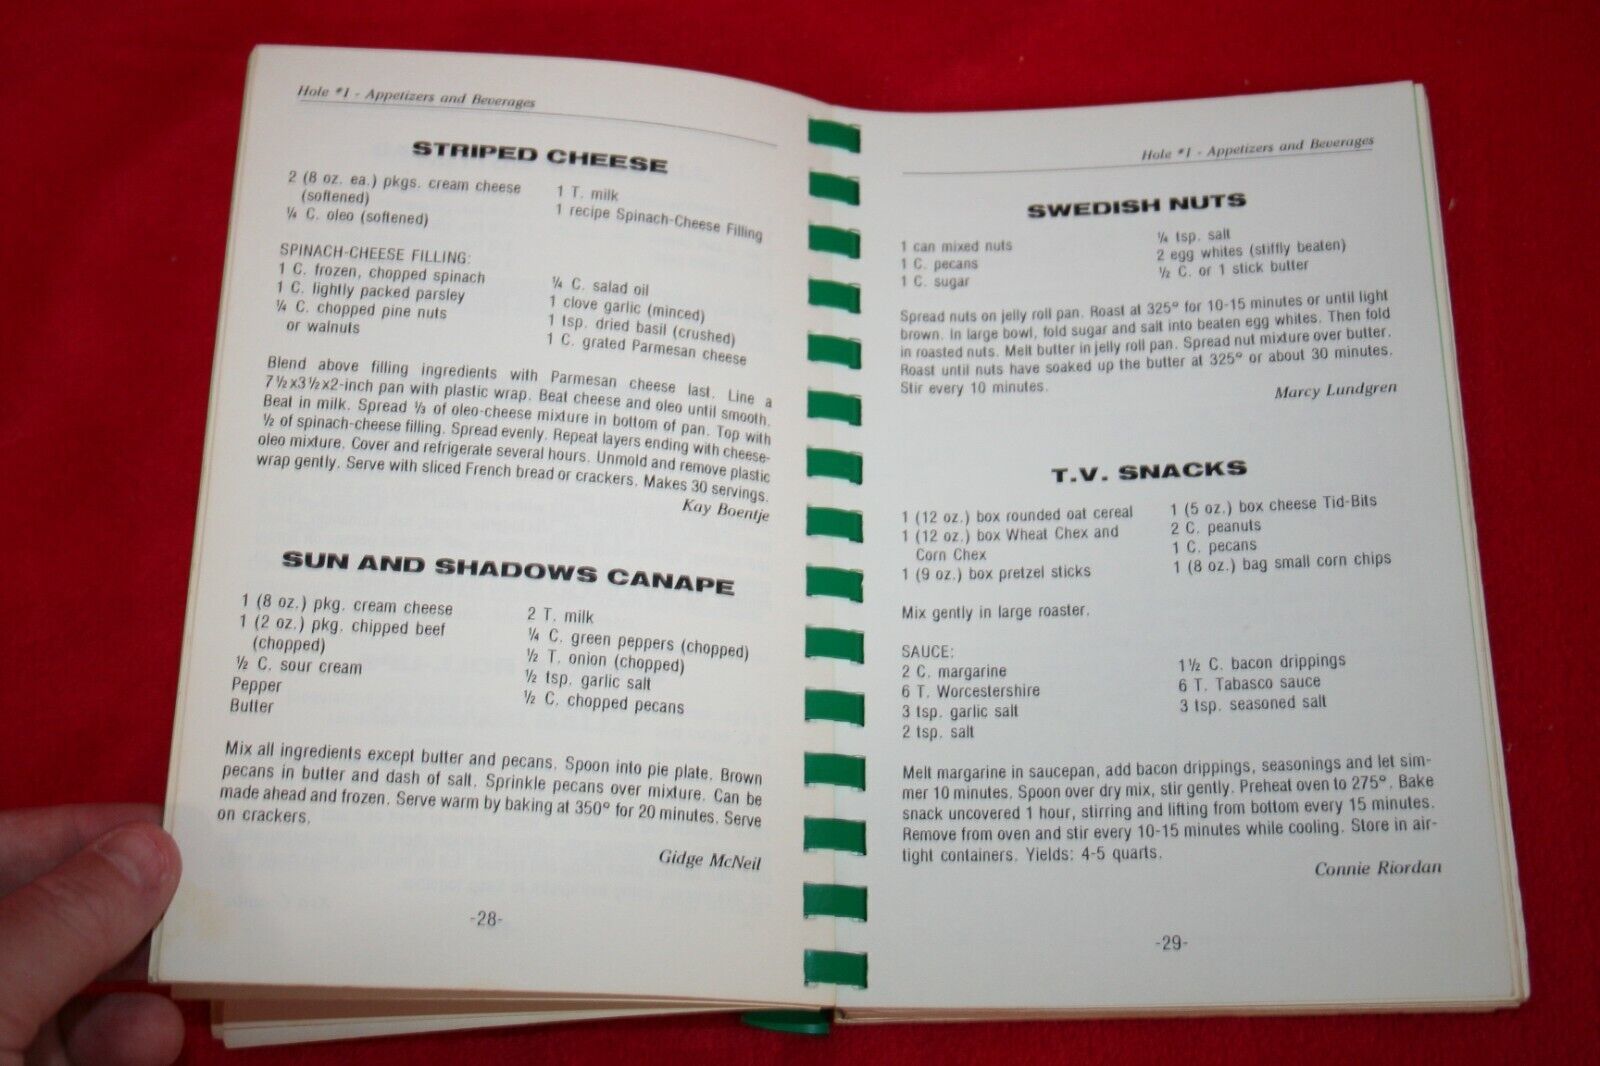 Hole #1 - Appetizers and Beverages
STRIPED CHEESE
2 (8 oz. ea.) pkgs. cream cheese
(softened)
¼ C. oleo (softened)
1 T. milk
1 recipe Spinach-Cheese Filling
SPINACH-CHEESE FILLING:
1 C. frozen, chopped spinach
1 C. lightly packed parsley
¼ C. chopped pine nuts
or walnuts
¼ C. salad oil
1 clove garlic (minced)
1 tsp. dried basil (crushed)
1 C. grated Parmesan cheese
Blend above filling ingredients with Parmesan cheese last. Line a
7½x3½x2-inch pan with plastic wrap. Beat cheese and oleo until smooth.
Beat in milk. Spread ⅓ of oleo-cheese mixture in bottom of pan. Top with
½ of spinach-cheese filling. Spread evenly. Repeat layers ending with cheese-
oleo mixture. Cover and refrigerate several hours. Unmold and remove plastic
wrap gently. Serve with sliced French bread or crackers. Makes 30 servings.
Kay Boentje
SUN AND SHADOWS CANAPE
1 (8 oz.) pkg. cream cheese
1 (2 oz.) pkg. chipped beef
(chopped)
½ C. sour cream
Pepper
Butter
2 T. milk
¼ C. green peppers (chopped)
½ T. onion (chopped)
½ tsp. garlic salt
½ C. chopped pecans
Mix all ingredients except butter and pecans. Spoon into pie plate. Brown
pecans in butter and dash of salt. Sprinkle pecans over mixture. Can be
made ahead and frozen. Serve warm by baking at 350° for 20 minutes. Serve
on crackers.
Gidge McNeil
-28-
Hole #1 - Appetizers and Beverages
SWEDISH NUTS
1 can mixed nuts
1 C. pecans
1 C. sugar
¼ tsp. salt
2 egg whites (stiffly beaten)
½ C. or 1 stick butter
Spread nuts on jelly roll pan. Roast at 325° for 10-15 minutes or until light
brown. In large bowl, fold sugar and salt into beaten egg whites. Then fold
in roasted nuts. Melt butter in jelly roll pan. Spread nut mixture over butter.
Roast until nuts have soaked up the butter at 325° or about 30 minutes.
Stir every 10 minutes.
Marcy Lundgren
T.V. SNACKS
1 (12 oz.) box rounded oat cereal
1 (12 oz.) box Wheat Chex and
Corn Chex
1 (9 oz.) box pretzel sticks
1 (5 oz.) box cheese Tid-Bits
2 C. peanuts
1 C. pecans
1 (8 oz.) bag small corn chips
Mix gently in large roaster.
SAUCE:
2 C. margarine
6 T. Worcestershire
3 tsp. garlic salt
2 tsp. salt
1½ C. bacon drippings
6 T. Tabasco sauce
3 tsp. seasoned salt
Melt margarine in saucepan, add bacon drippings, seasonings and let sim-
mer 10 minutes. Spoon over dry mix, stir gently. Preheat oven to 275°. Bake
snack uncovered 1 hour, stirring and lifting from bottom every 15 minutes.
Remove from oven and stir every 10-15 minutes while cooling. Store in air-
tight containers. Yields: 4-5 quarts.
Connie Riordan
-29-